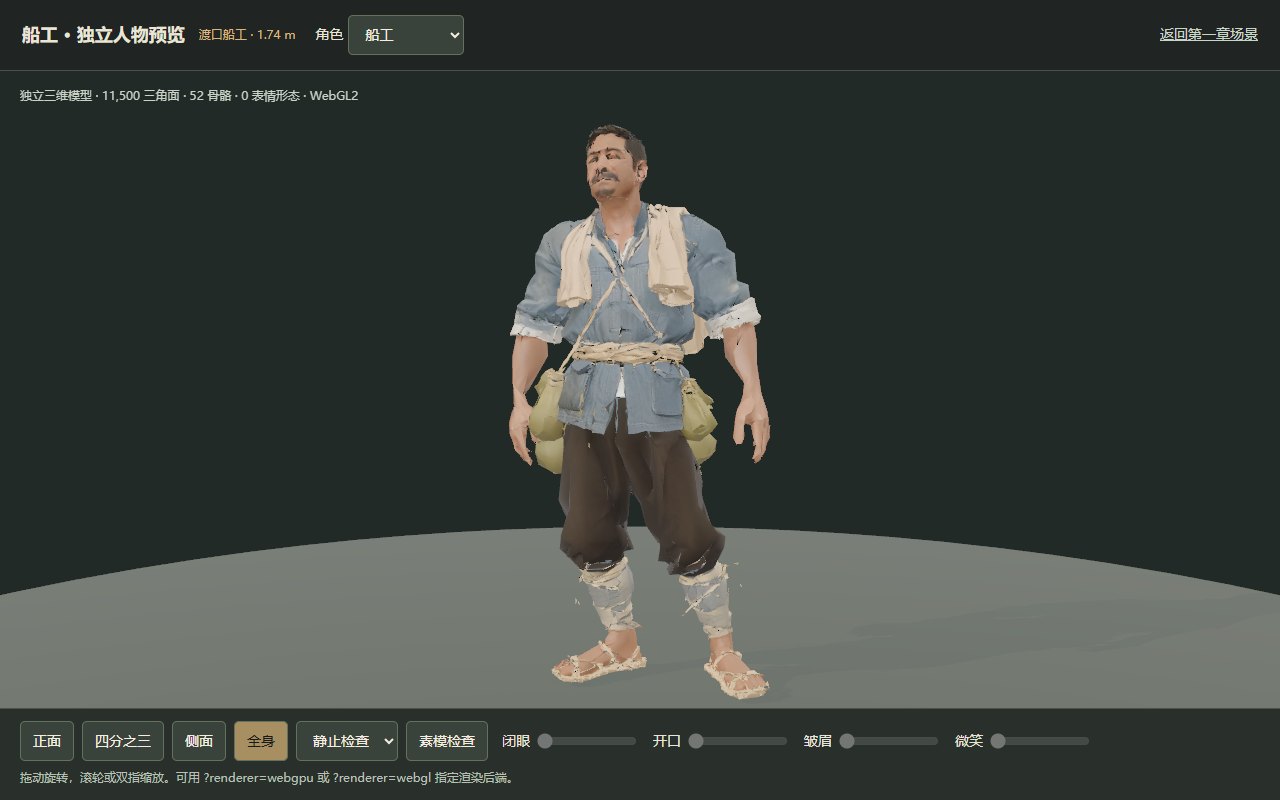 船工 • 独立人物预览 渡口船工 · 1.74 m 角色 船工 返回第一章场景
独立三维模型 · 11,500 三角面 · 52 骨骼 · 0 表情形态 · WebGL2
正面 四分之三 侧面 全身 静止检查 素模检查 闭眼 开口 皱眉 微笑
拖动旋转，滚轮或双指缩放。可用 ?renderer=webgpu 或 ?renderer=webgl 指定渲染后端。